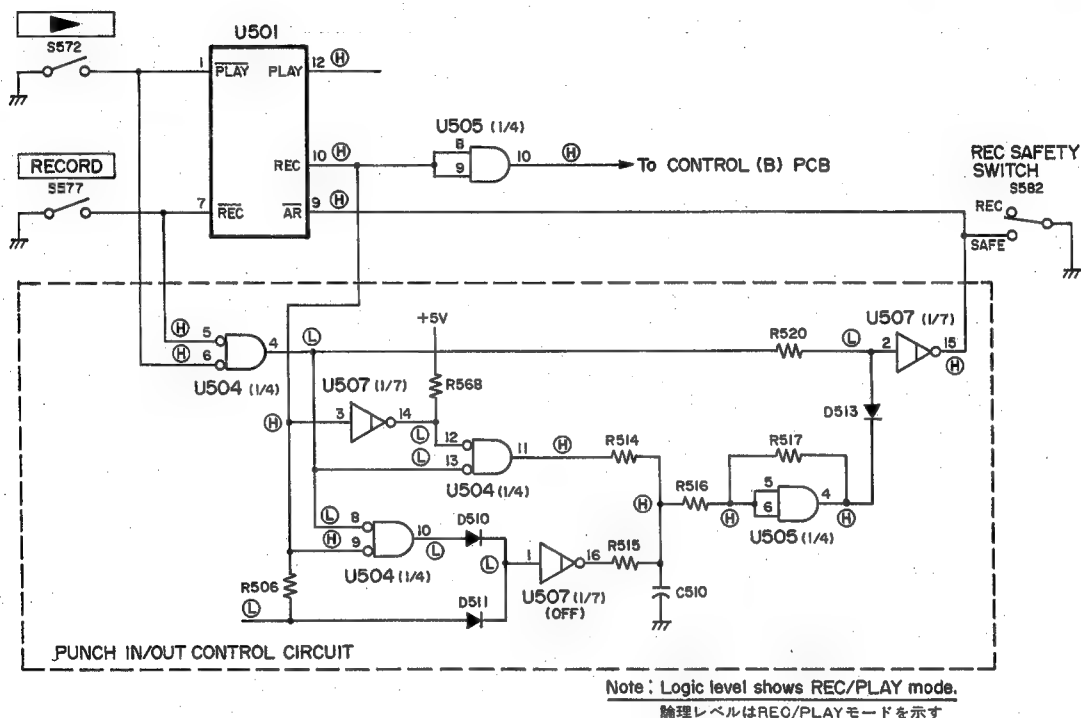 S572
U501
1 PLAY PLAY 12 H
U505 (1/4)
8
9
10 H
REC 10 H
To CONTROL (B) PCB
RECORD
S577
7 REC AR 9 H
REC SAFETY
SWITCH
S582
REC
SAFE
H 5
H 6
4 L
U504 (1/4)
+5V
R568
U507 (1/7)
H 3 14
L
R520
L
U507 (1/7)
2 15
H
D513
12
L 13
11 H
U504 (1/4)
R514
H
R516
R517
5
6
4
H H
U505 (1/4)
L 8
H 9
10
L
U504 (1/4)
D510
L
1 16
U507 (1/7)
(OFF)
R515
C510
R506
L
D511
PUNCH IN/OUT CONTROL CIRCUIT
Note : Logic level shows REC/PLAY mode.
論理レベルはREC/PLAYモードを示す